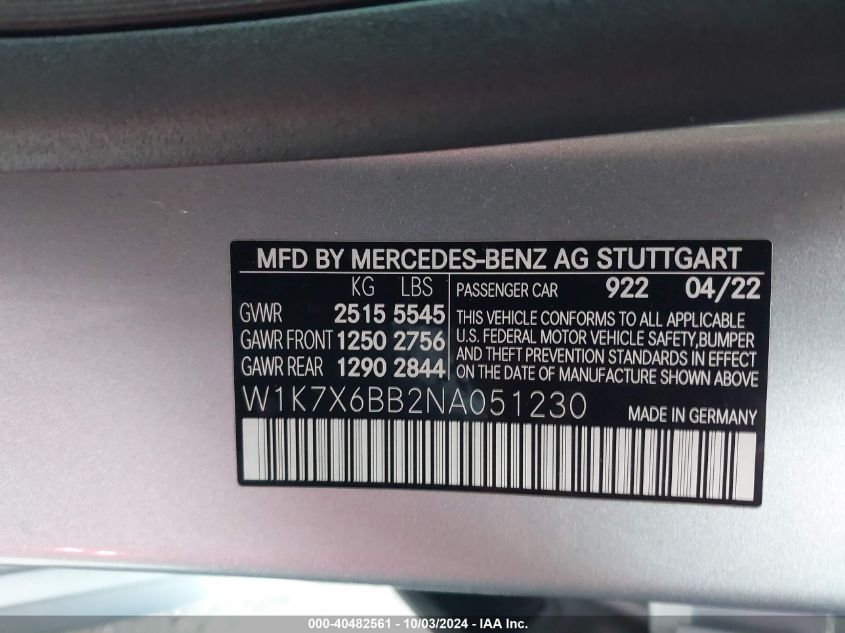 MFD BY MERCEDES-BENZ AG STUTTGART
KG LBS
GVWR 2515 5545
GAWR FRONT 1250 2756
GAWR REAR 1290 2844
PASSENGER CAR 922 04/22
THIS VEHICLE CONFORMS TO ALL APPLICABLE
U.S. FEDERAL MOTOR VEHICLE SAFETY,BUMPER
AND THEFT PREVENTION STANDARDS IN EFFECT
ON THE DATE OF MANUFACTURE SHOWN ABOVE
W1K7X6BB2NA051230
MADE IN GERMANY
000-40482561 - 10/03/2024 - IAA Inc.